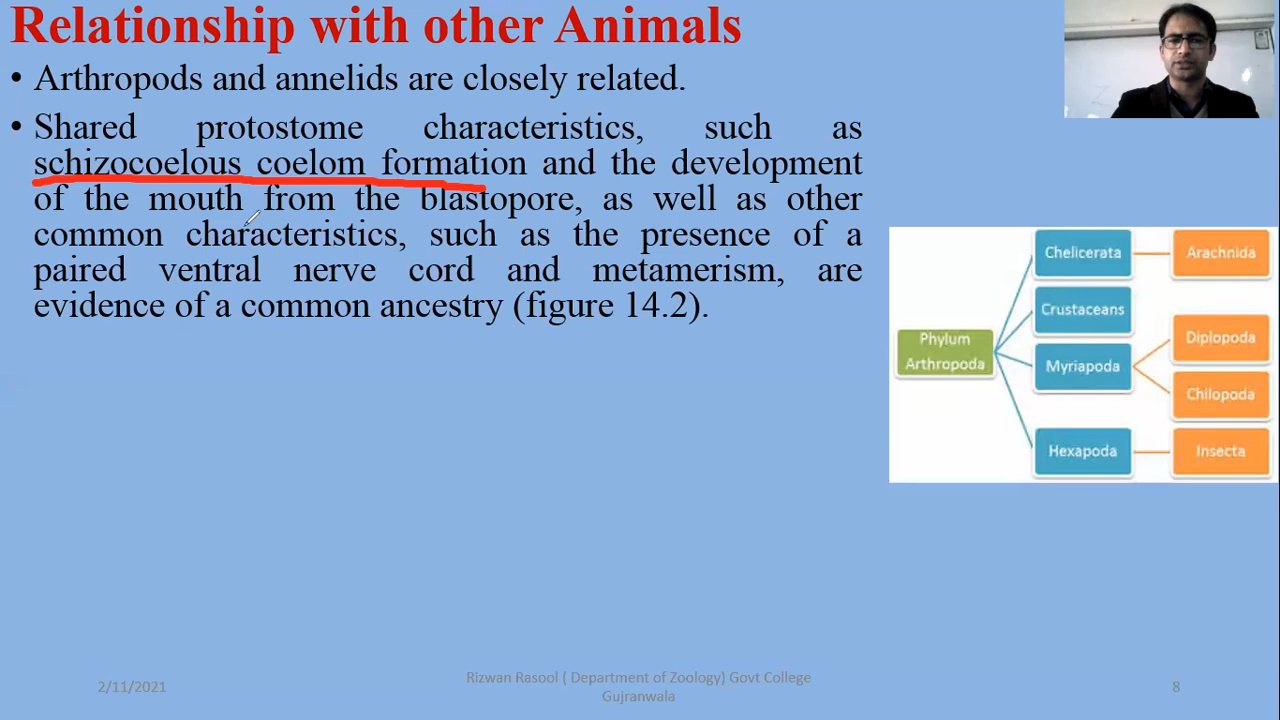 Relationship with other Animals
• Arthropods and annelids are closely related.
• Shared protostome characteristics, such as
schizocoelous coelom formation and the development
of the mouth from the blastopore, as well as other
common characteristics, such as the presence of a
paired ventral nerve cord and metamerism, are
evidence of a common ancestry (figure 14.2).
Phylum
Arthropoda
Chelicerata
Arachnida
Crustaceans
Myriapoda
Diplopoda
Chilopoda
Hexapoda
Insecta
2/11/2021
Rizwan Rasool ( Department of Zoology) Govt College
Gujranwala
8